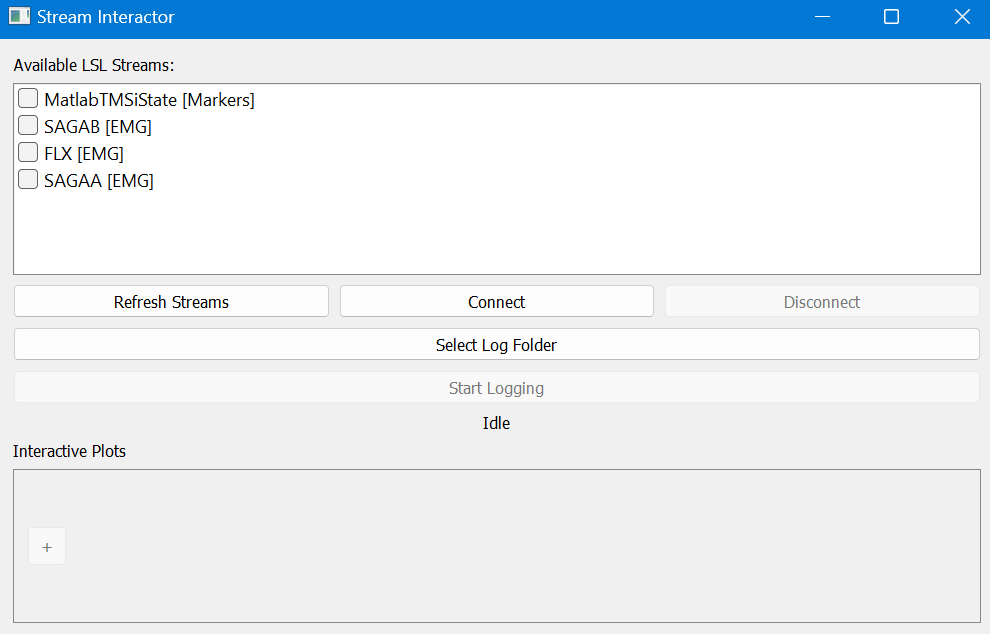 Stream Interactor
Available LSL Streams:
MatlabTMSiState [Markers]
SAGAB [EMG]
FLX [EMG]
SAGAA [EMG]
Refresh Streams
Connect
Disconnect
Select Log Folder
Start Logging
Idle
Interactive Plots
+